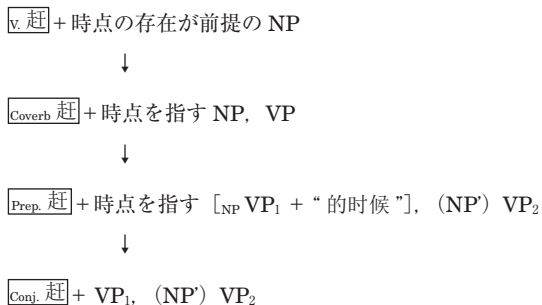 V. 赶＋時点の存在が前提の NP
↓
Coverb 赶＋時点を指す NP, VP
↓
Prep. 赶＋時点を指す [NP VP₁ + “的时候”], (NP’) VP₂
↓
Conj. 赶＋ VP₁, (NP’) VP₂